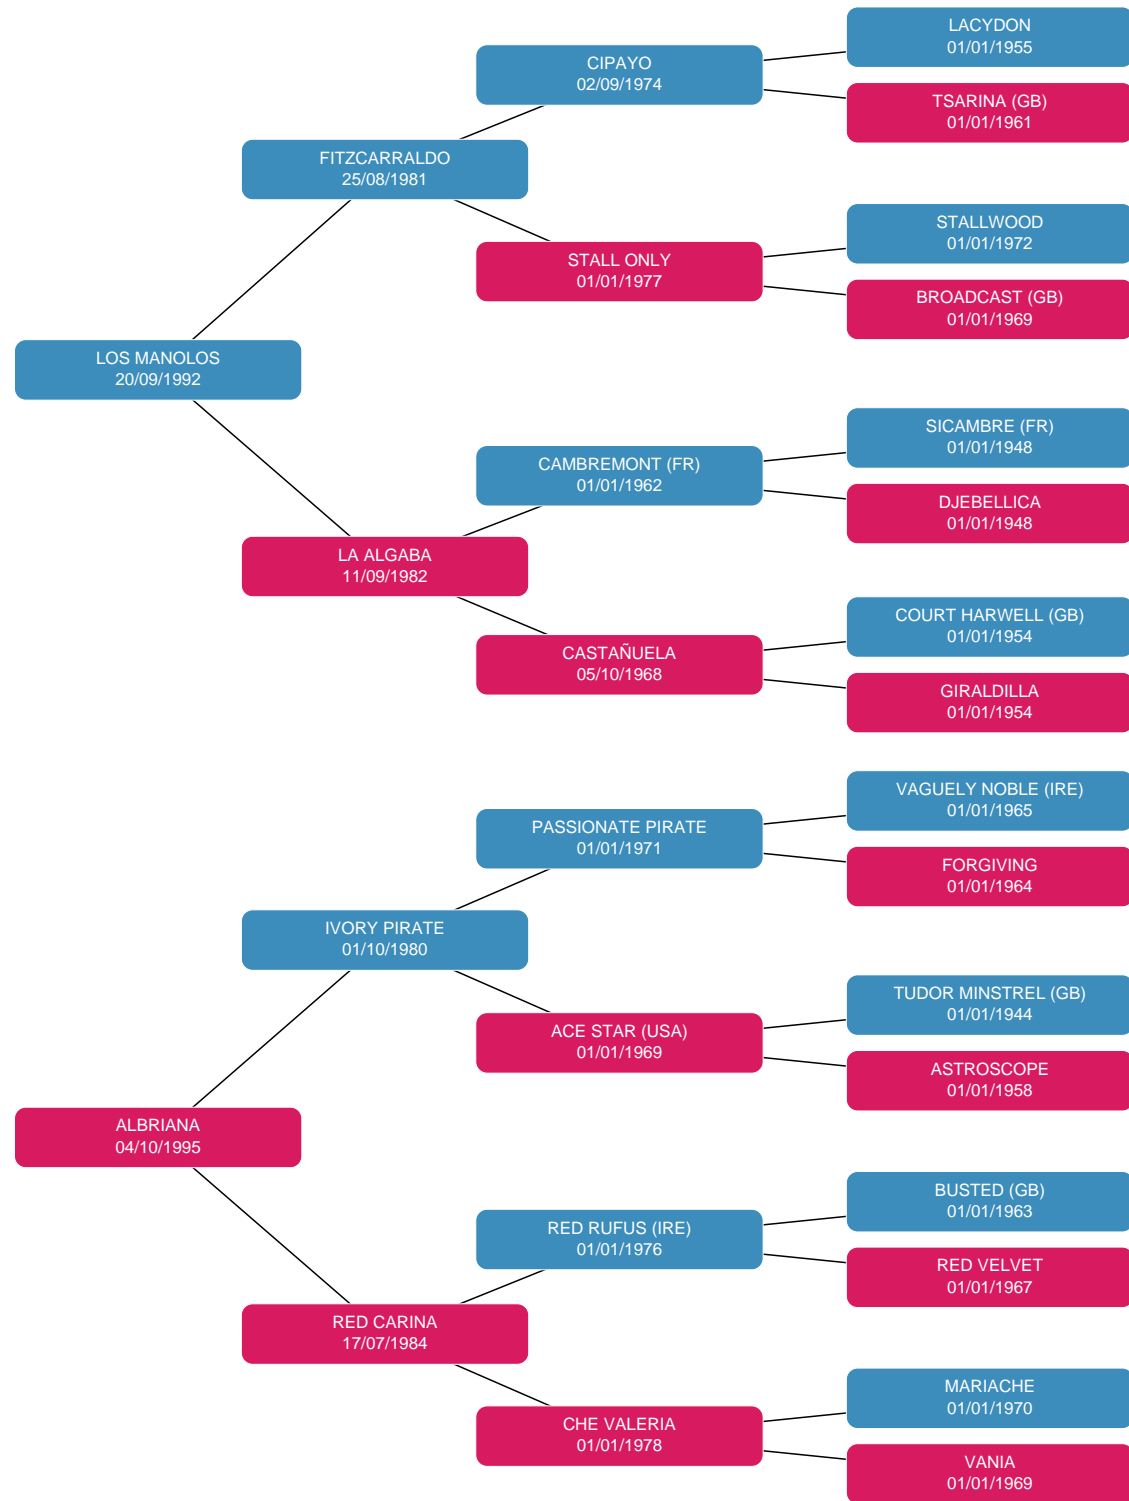 LACYDON
01/01/1955
CIPAYO
02/09/1974
TSARINA (GB)
01/01/1961
FITZCARRALDO
25/08/1981
STALLWOOD
01/01/1972
STALL ONLY
01/01/1977
BROADCAST (GB)
01/01/1969
LOS MANOLOS
20/09/1992
SICAMBRE (FR)
01/01/1948
CAMBREMONT (FR)
01/01/1962
DJEBELLICA
01/01/1948
LA ALGABA
11/09/1982
COURT HARWELL (GB)
01/01/1954
CASTAÑUELA
05/10/1968
GIRALDILLA
01/01/1954
VAGUELY NOBLE (IRE)
01/01/1965
PASSIONATE PIRATE
01/01/1971
FORGIVING
01/01/1964
IVORY PIRATE
01/10/1980
TUDOR MINSTREL (GB)
01/01/1944
ACE STAR (USA)
01/01/1969
ASTROSCOPE
01/01/1958
ALBRIANA
04/10/1995
BUSTED (GB)
01/01/1963
RED RUFUS (IRE)
01/01/1976
RED VELVET
01/01/1967
RED CARINA
17/07/1984
MARIACHE
01/01/1970
CHE VALERIA
01/01/1978
VANIA
01/01/1969